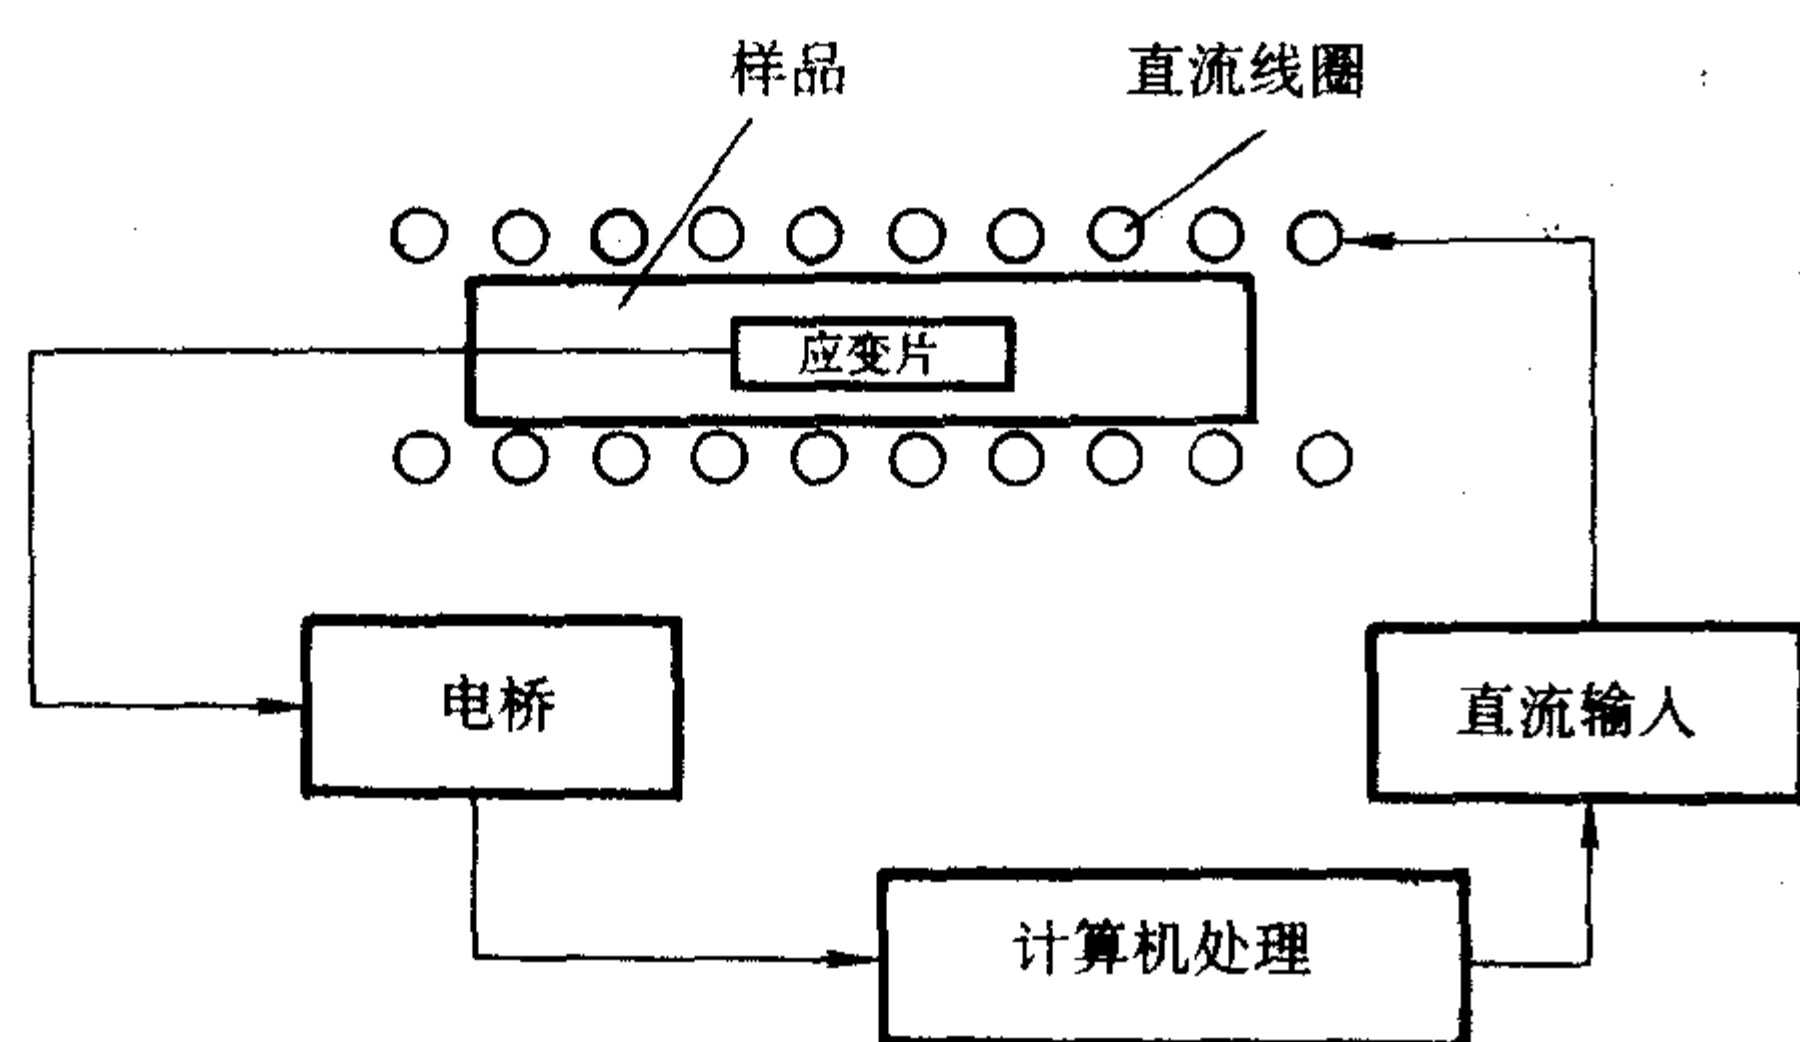 样品
直流线圈
应变片
电桥
直流输入
计算机处理